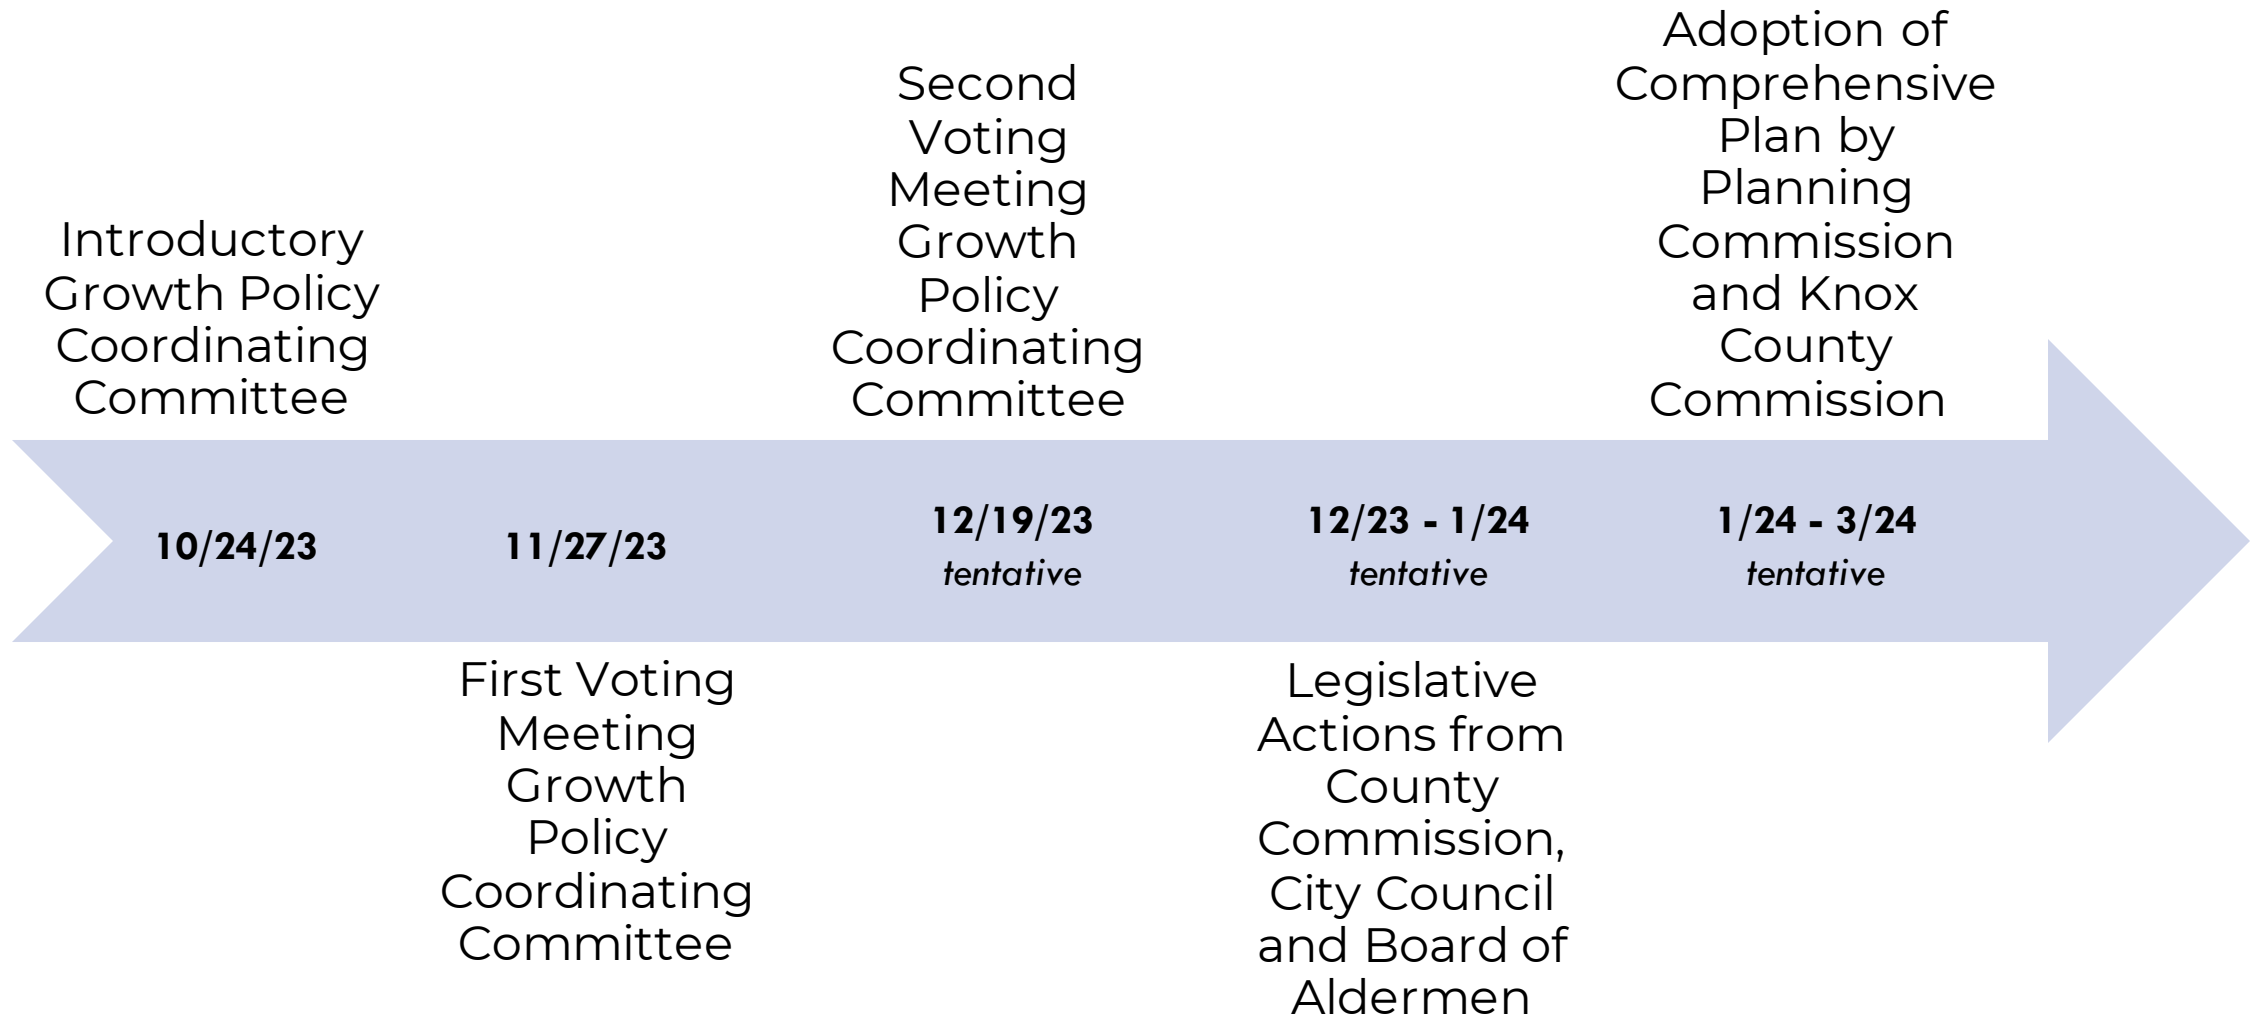 Introductory
Growth Policy
Coordinating
Committee
10/24/23
11/27/23
First Voting
Meeting
Growth
Policy
Coordinating
Committee
Second
Voting
Meeting
Growth
Policy
Coordinating
Committee
12/19/23
tentative
12/23 - 1/24
tentative
Legislative
Actions from
County
Commission,
City Council
and Board of
Aldermen
Adoption of
Comprehensive
Plan by
Planning
Commission
and Knox
County
Commission
1/24 - 3/24
tentative